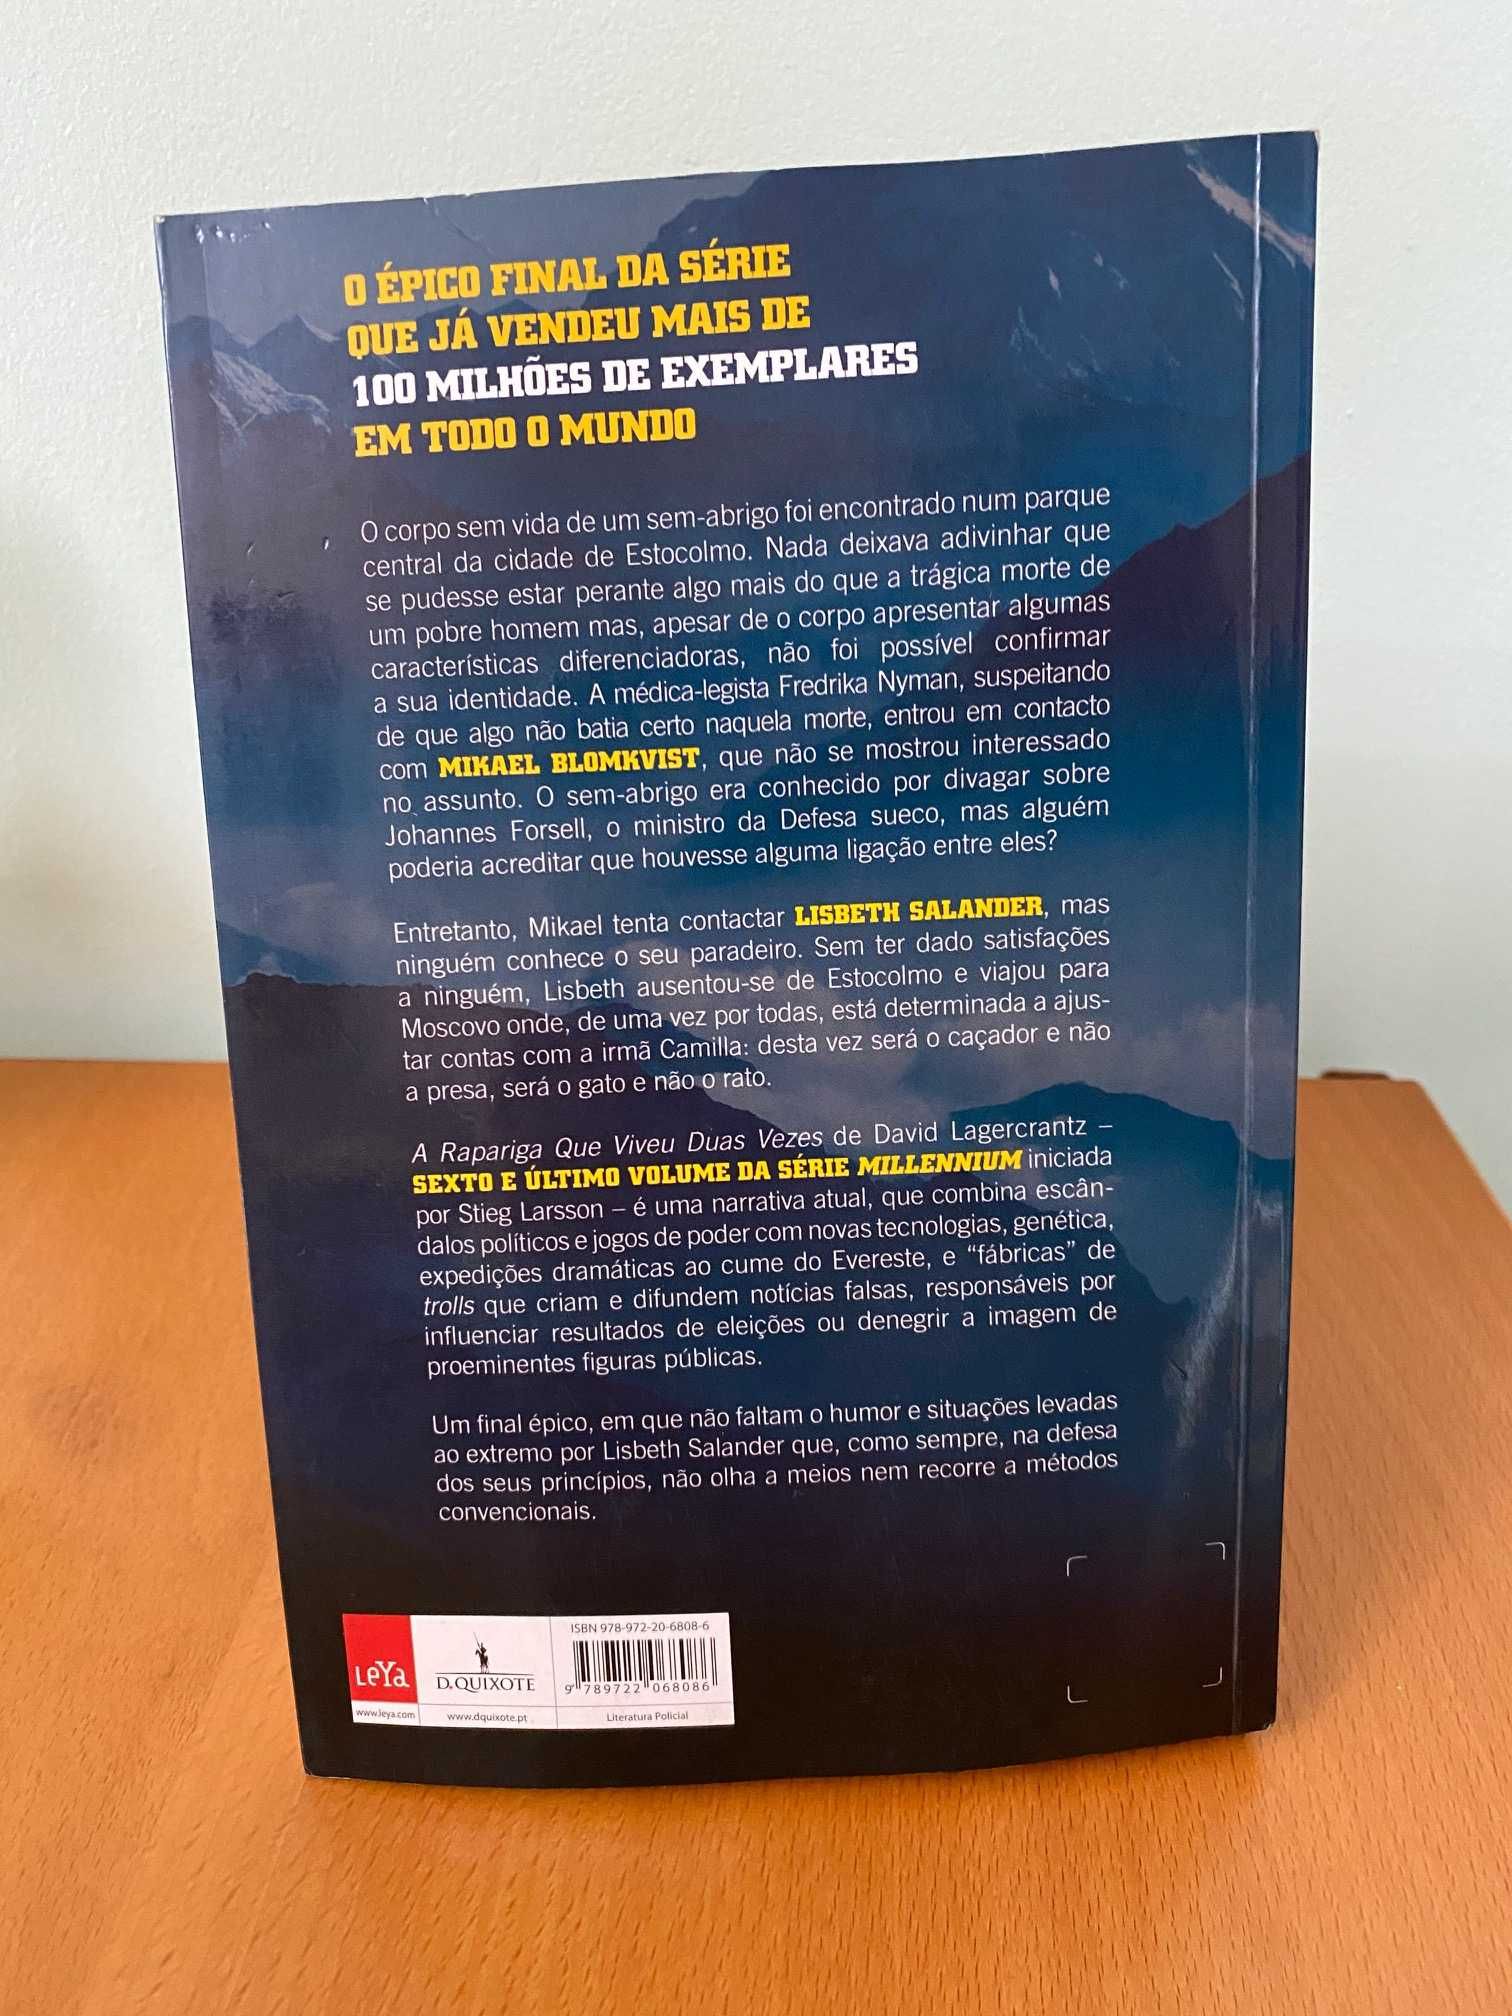 O ÉPICO FINAL DA SÉRIE
QUE JÁ VENDEU MAIS DE
100 MILHÕES DE EXEMPLARES
EM TODO O MUNDO
O corpo sem vida de um sem-abrigo foi encontrado num parque
central da cidade de Estocolmo. Nada deixava adivinhar que
se pudesse estar perante algo mais do que a trágica morte de
um pobre homem mas, apesar de o corpo apresentar algumas
características diferenciadoras, não foi possível confirmar
a sua identidade. A médica-legista Fredrika Nyman, suspeitando
de que algo não batia certo naquela morte, entrou em contacto
com MIKAEL BLOMKVIST, que não se mostrou interessado
no assunto. O sem-abrigo era conhecido por divagar sobre
Johannes Forsell, o ministro da Defesa sueco, mas alguém
poderia acreditar que houvesse alguma ligação entre eles?
Entretanto, Mikael tenta contactar LISBETH SALANDER, mas
ninguém conhece o seu paradeiro. Sem ter dado satisfações
a ninguém, Lisbeth ausentou-se de Estocolmo e viajou para
Moscovo onde, de uma vez por todas, está determinada a ajus-
tar contas com a irmã Camilla: desta vez será o caçador e não
a presa, será o gato e não o rato.
A Rapariga Que Viveu Duas Vezes de David Lagercrantz –
SEXTO E ÚLTIMO VOLUME DA SÉRIE MILLENNIUM iniciada
por Stieg Larsson – é uma narrativa atual, que combina escân-
dalos políticos e jogos de poder com novas tecnologias, genética,
expedições dramáticas ao cume do Evereste, e “fábricas” de
trolls que criam e difundem notícias falsas, responsáveis por
influenciar resultados de eleições ou denegrir a imagem de
proeminentes figuras públicas.
Um final épico, em que não faltam o humor e situações levadas
ao extremo por Lisbeth Salander que, como sempre, na defesa
dos seus princípios, não olha a meios nem recorre a métodos
convencionais.
LEYA
www.leya.com
D.QUIXOTE
www.dquixote.pt
ISBN 978-972-20-6808-6
9 789722 068086
Literatura Policial